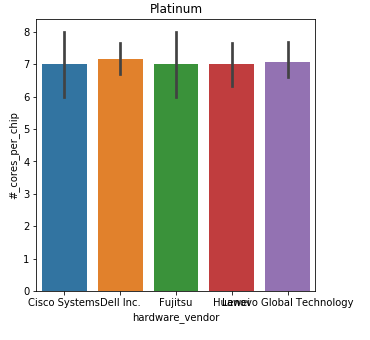 Platinum
#_cores_per_chip
8
7
6
5
4
3
2
1
0
Cisco Systems Dell Inc. Fujitsu Huawei Lenovo Global Technology
hardware_vendor